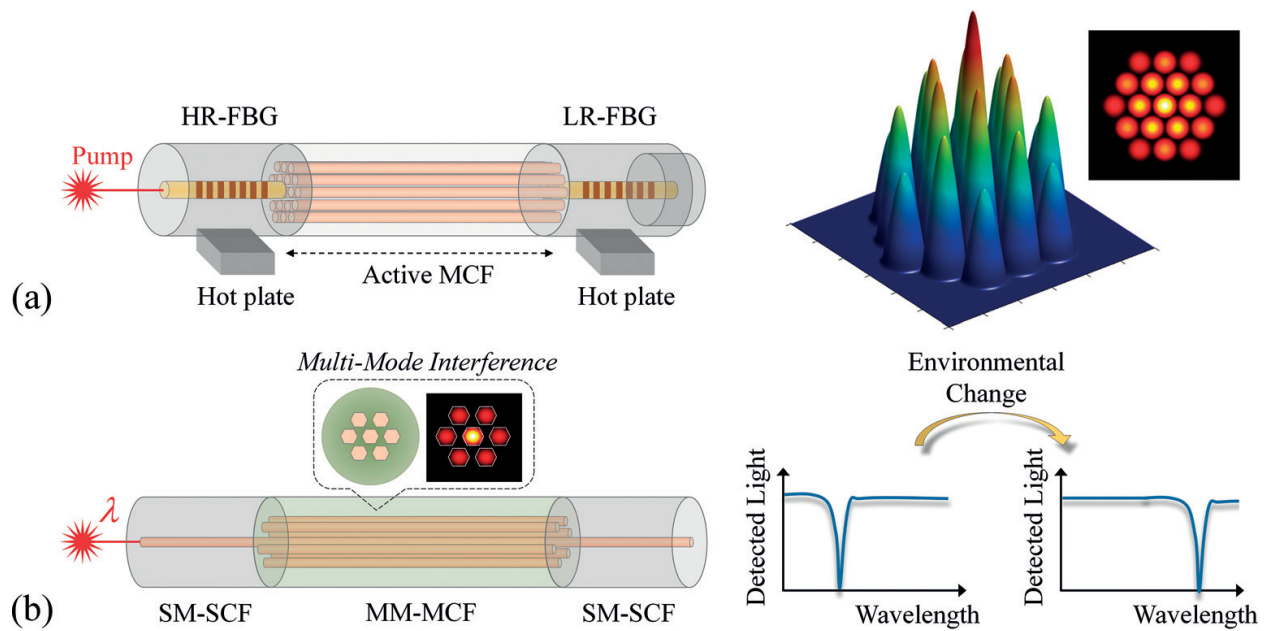 HR-FBG
LR-FBG
Pump
Active MCF
Hot plate
Hot plate
(a)
Multi-Mode Interference
λ
SM-SCF
MM-MCF
SM-SCF
(b)
Environmental
Change
Detected Light
Wavelength
Detected Light
Wavelength